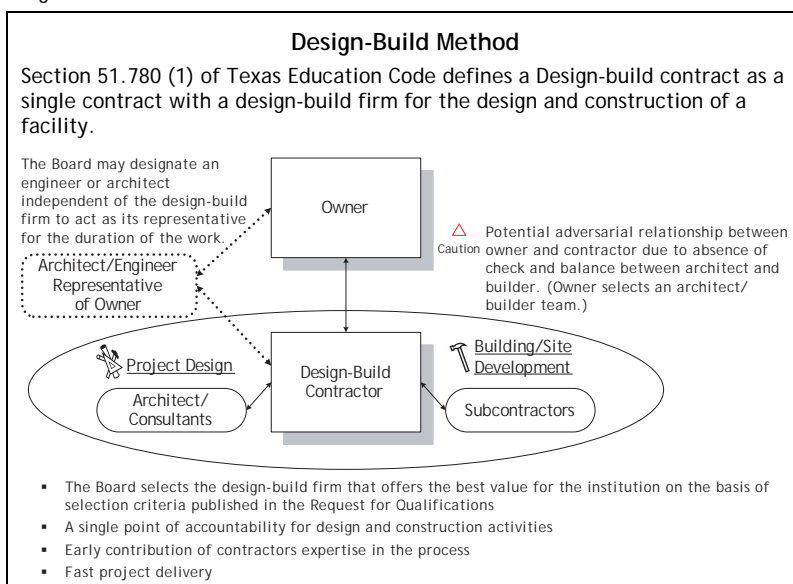 Design-Build Method
Section 51.780 (1) of Texas Education Code defines a Design-build contract as a
single contract with a design-build firm for the design and construction of a
facility.
The Board may designate an
engineer or architect
independent of the design-build
firm to act as its representative
for the duration of the work.
Owner
Caution
Potential adversarial relationship between
owner and contractor due to absence of
check and balance between architect and
builder. (Owner selects an architect/
builder team.)
Architect/Engineer
Representative
of Owner
Project Design
Architect/
Consultants
Design-Build
Contractor
Building/Site
Development
Subcontractors
▪ The Board selects the design-build firm that offers the best value for the institution on the basis of
selection criteria published in the Request for Qualifications
▪ A single point of accountability for design and construction activities
▪ Early contribution of contractors expertise in the process
▪ Fast project delivery